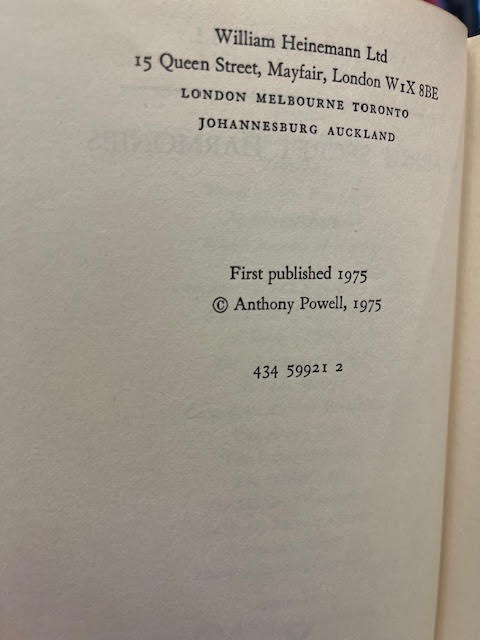 William Heinemann Ltd
15 Queen Street, Mayfair, London W1X 8BE
LONDON MELBOURNE TORONTO
JOHANNESBURG AUCKLAND
First published 1975
© Anthony Powell, 1975
434 59921 2